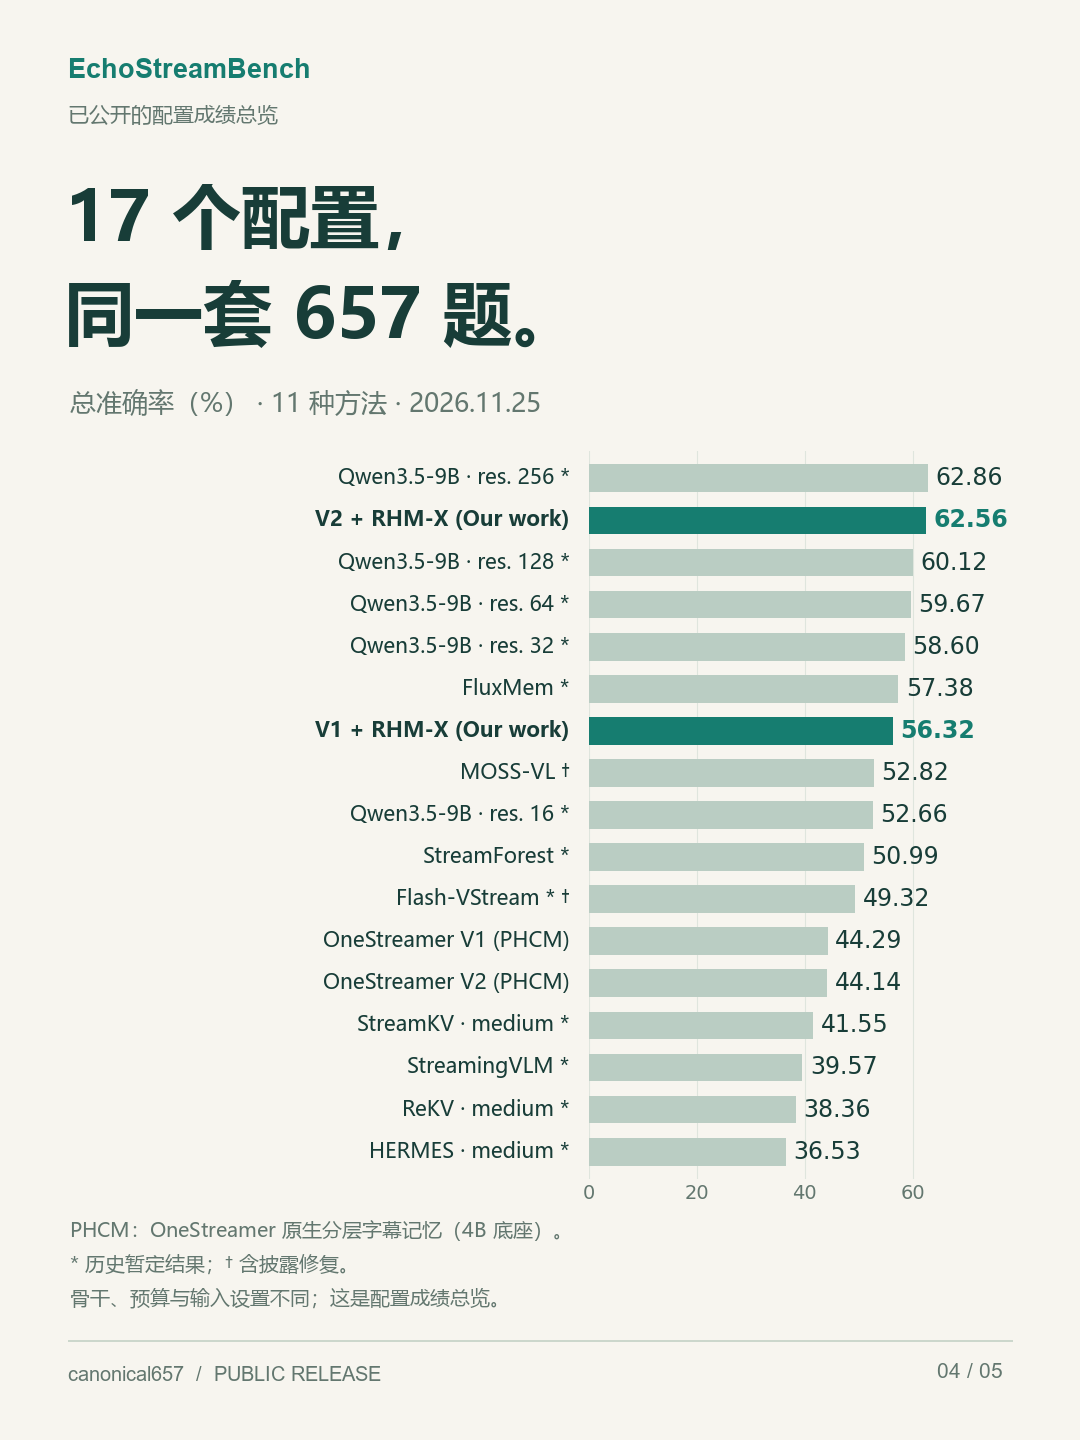 EchoStreamBench
已公开的配置成绩总览
17 个配置，
同一套 657 题。
总准确率（%） · 11 种方法 · 2026.11.25
Qwen3.5-9B · res. 256 * 62.86
V2 + RHM-X (Our work) 62.56
Qwen3.5-9B · res. 128 * 60.12
Qwen3.5-9B · res. 64 * 59.67
Qwen3.5-9B · res. 32 * 58.60
FluxMem * 57.38
V1 + RHM-X (Our work) 56.32
MOSS-VL † 52.82
Qwen3.5-9B · res. 16 * 52.66
StreamForest * 50.99
Flash-VStream * † 49.32
OneStreamer V1 (PHCM) 44.29
OneStreamer V2 (PHCM) 44.14
StreamKV · medium * 41.55
StreamingVLM * 39.57
ReKV · medium * 38.36
HERMES · medium * 36.53
0 20 40 60
PHCM：OneStreamer 原生分层字幕记忆（4B 底座）。
* 历史暂定结果；† 含披露修复。
骨干、预算与输入设置不同；这是配置成绩总览。
canonical657 / PUBLIC RELEASE
04 / 05